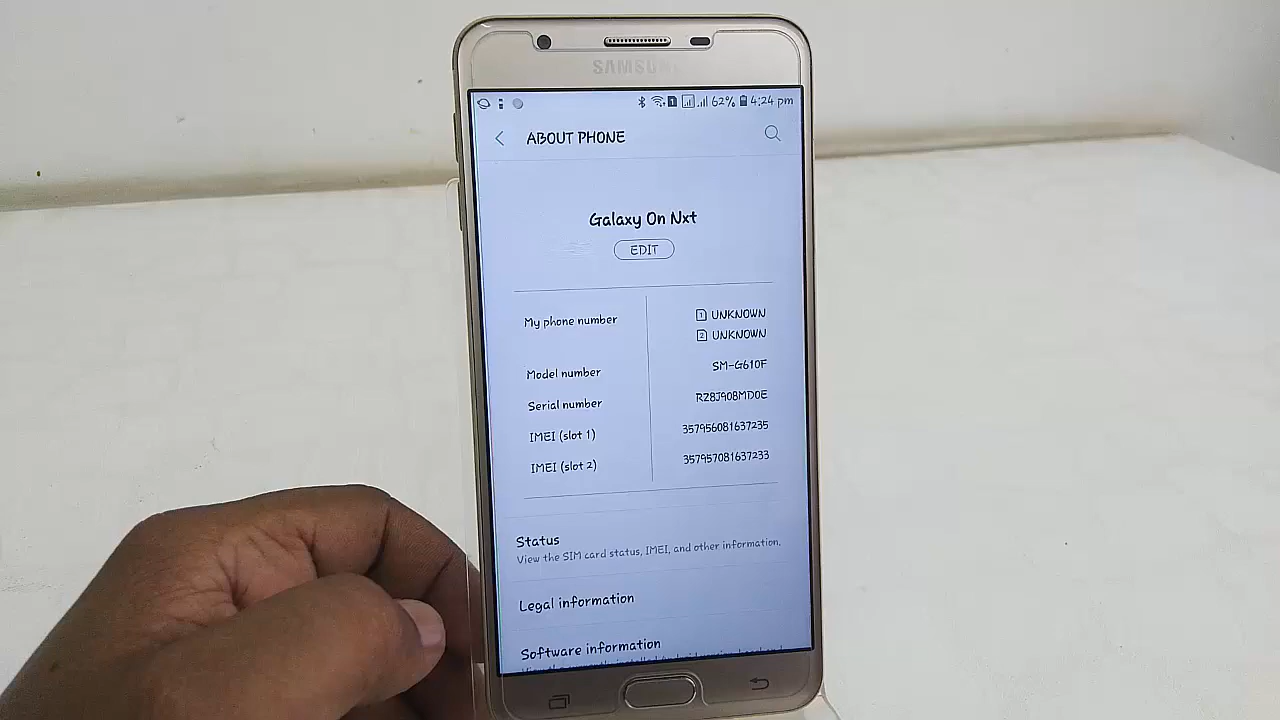 SAMSUNG
62% 4:24 pm
ABOUT PHONE
Galaxy On Nxt
EDIT
My phone number
1 UNKNOWN
2 UNKNOWN
Model number SM-G610F
Serial number RZ8J90BMD0E
IMEI (slot 1) 357956081637235
IMEI (slot 2) 357957081637233
Status
View the SIM card status, IMEI, and other information.
Legal information
Software information